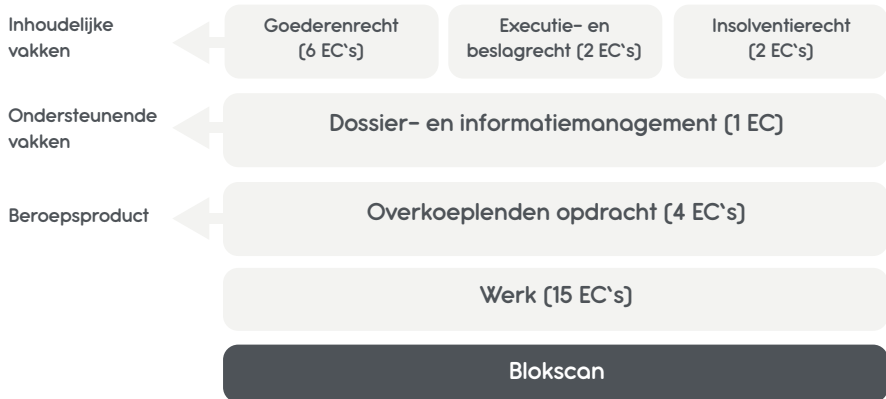 Inhoudelijke
vakken
Goederenrecht
(6 EC`s)
Executie- en
beslagrecht (2 EC`s)
Insolventierecht
(2 EC`s)
Ondersteunende
vakken
Dossier- en informatiemanagement (1 EC)
Beroepsproduct
Overkoeplenden opdracht (4 EC`s)
Werk (15 EC`s)
Blokscan